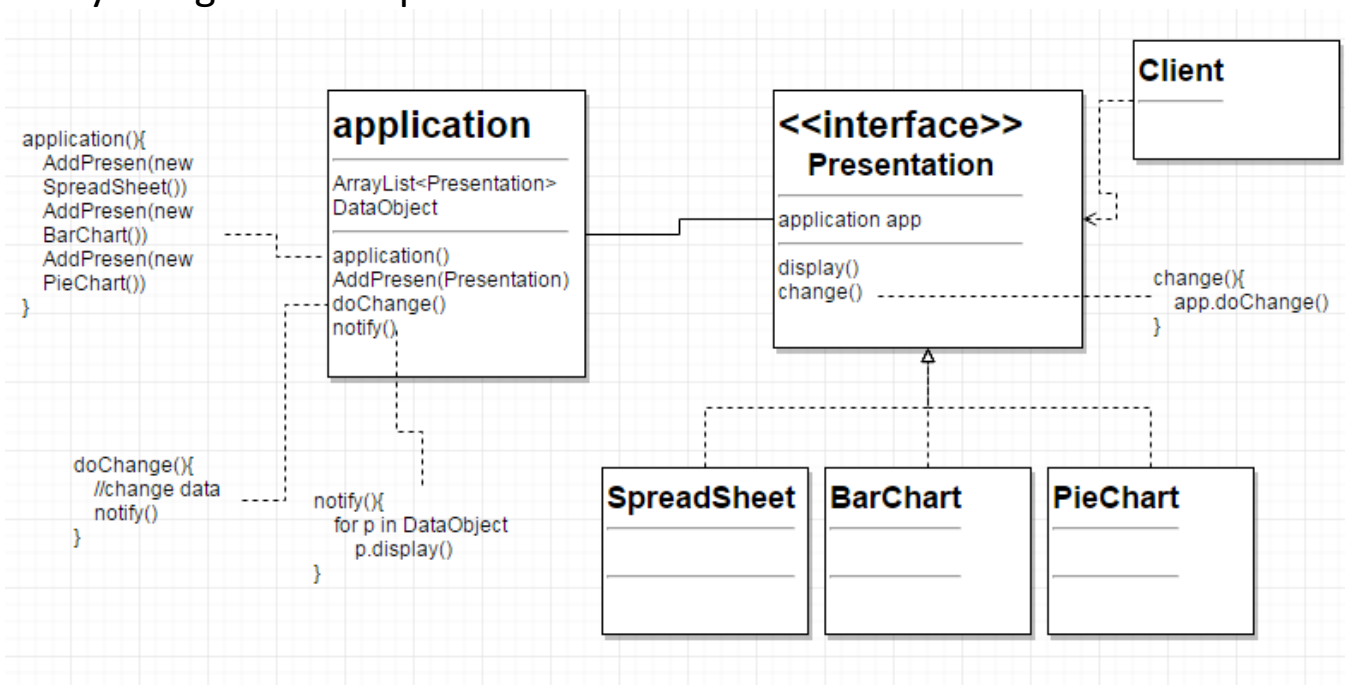 application(){
AddPresen(new
SpreadSheet())
AddPresen(new
BarChart())
AddPresen(new
PieChart())
}
application
ArrayList<Presentation>
DataObject
application()
AddPresen(Presentation)
doChange()
notify()
<<interface>>
Presentation
application app
display()
change()
Client
change(){
app.doChange()
}
doChange(){
//change data
notify()
}
notify(){
for p in DataObject
p.display()
}
SpreadSheet
BarChart
PieChart